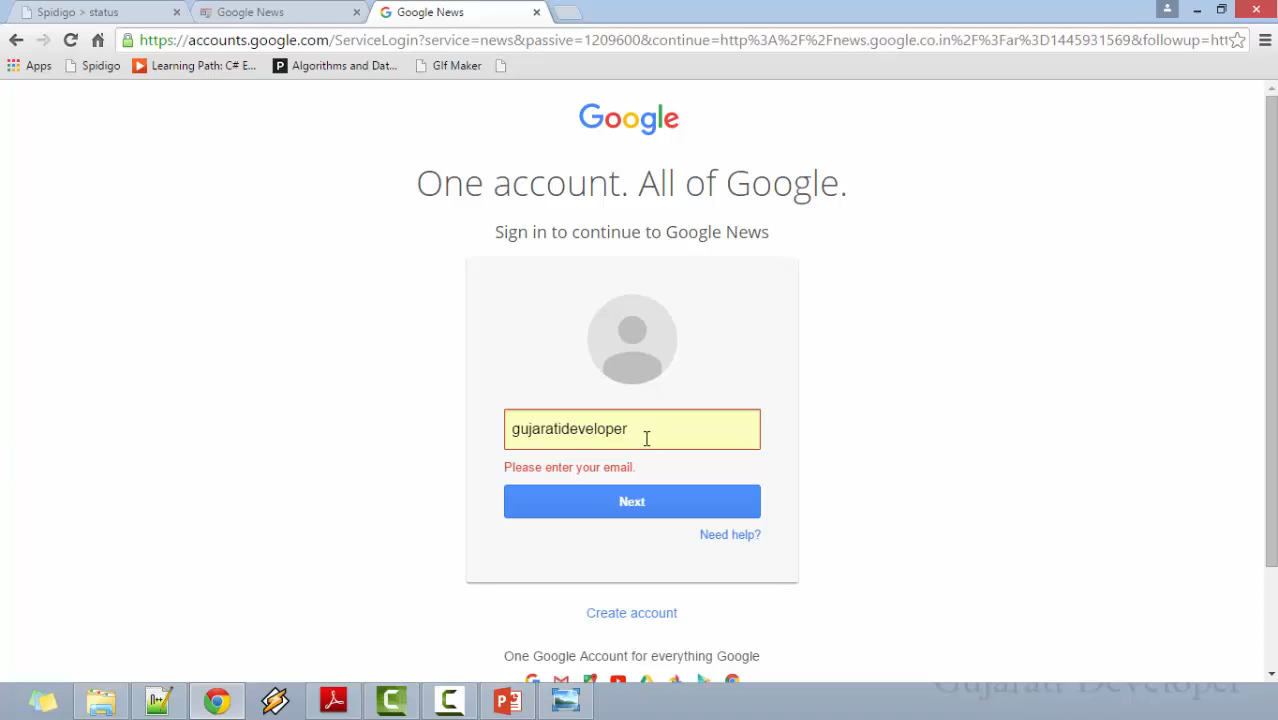 Spidigo > status
Google News
Google News
https://accounts.google.com/ServiceLogin?service=news&passive=1209600&continue=http%3A%2F%2Fnews.google.co.in%2F%3Far%3D1445931569&followup=htt
Apps
Spidigo
Learning Path: C# E...
P
Algorithms and Dat...
GIf Maker
Google
One account. All of Google.
Sign in to continue to Google News
gujaratideveloper
Please enter your email.
Next
Need help?
Create account
One Google Account for everything Google
Gujarati Developer